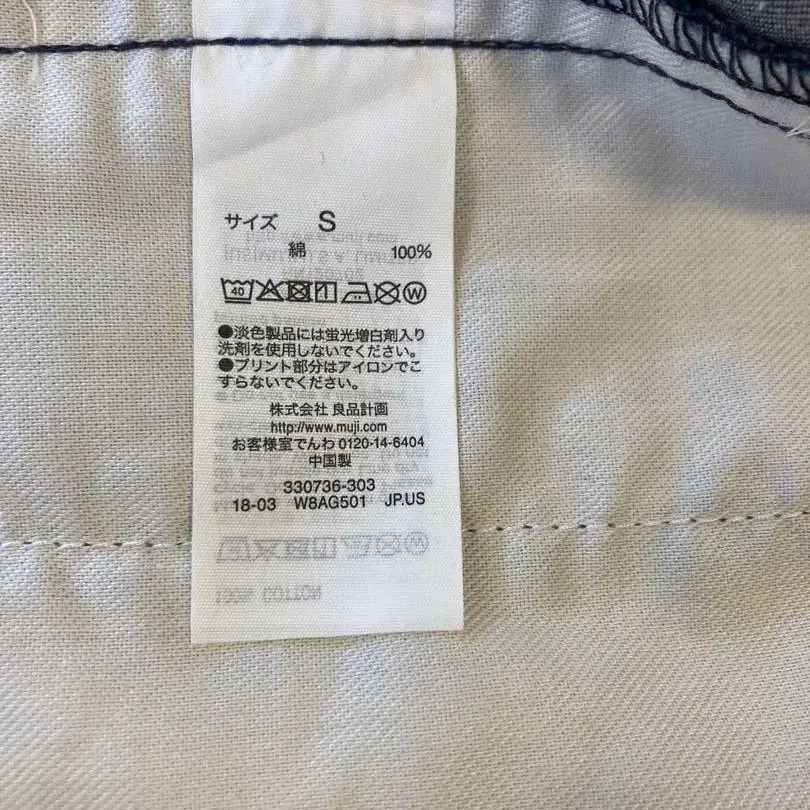 サイズ S
綿 100%
40 W
●淡色製品には蛍光増白剤入り
洗剤を使用しないでください。
●プリント部分はアイロンでこ
すらないでください。
株式会社 良品計画
http://www.muji.com
お客様室でんわ 0120-14-6404
中国製
330736-303
18-03 W8AG501 JP.US
100% COTTON